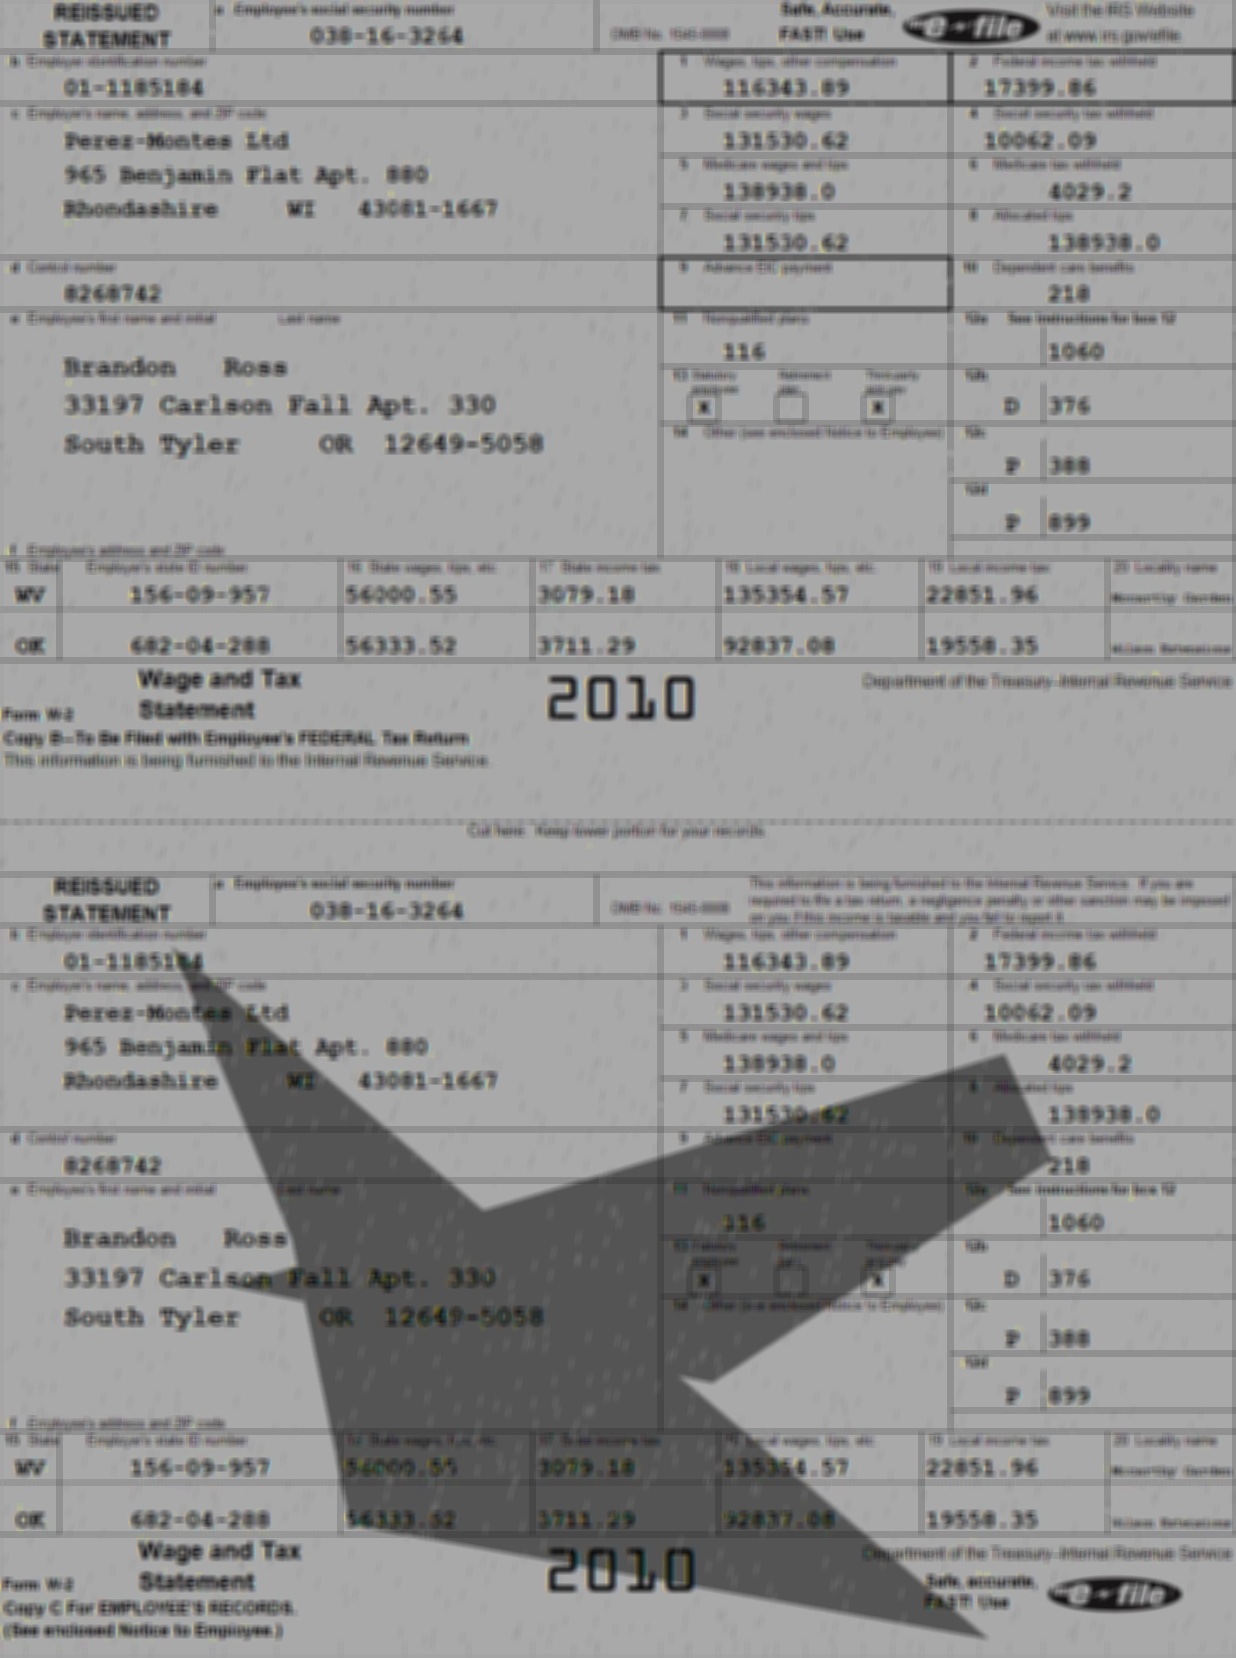 REISSUED STATEMENT
a Employee's social security number
038-16-3264
OMB No. 1545-0008
Safe, Accurate, FAST! Use
e-file
Visit the IRS Website at www.irs.gov/efile.
b Employer identification number
01-1185184
1 Wages, tips, other compensation
116343.89
2 Federal income tax withheld
17399.86
c Employer's name, address, and ZIP code
Perez-Montes Ltd
965 Benjamin Flat Apt. 880
Rhondashire WI 43081-1667
3 Social security wages
131530.62
4 Social security tax withheld
10062.09
5 Medicare wages and tips
138938.0
6 Medicare tax withheld
4029.2
7 Social security tips
131530.62
8 Allocated tips
138938.0
d Control number
8268742
9 Advance EIC payment
10 Dependent care benefits
218
e Employee's first name and initial Last name
Brandon Ross
33197 Carlson Fall Apt. 330
South Tyler OR 12649-5058
11 Nonqualified plans
116
12a See instructions for box 12
1060
13 Statutory employee Retirement plan Third-party sick pay
X X
12b
D 376
14 Other (see enclosed Notice to Employee)
12c
P 388
12d
P 899
f Employee's address and ZIP code
15 State Employer's state ID number 16 State wages, tips, etc. 17 State income tax 18 Local wages, tips, etc. 19 Local income tax 20 Locality name
WV 156-09-957 56000.55 3079.18 135354.57 22851.96
OK 682-04-288 56333.52 3711.29 92837.08 19558.35
Form W-2
Wage and Tax Statement
2010
Department of the Treasury-Internal Revenue Service
Copy B-To Be Filed with Employee's FEDERAL Tax Return
This information is being furnished to the Internal Revenue Service.
Cut here. Keep lower portion for your records.
REISSUED STATEMENT
a Employee's social security number
038-16-3264
OMB No. 1545-0008
This information is being furnished to the Internal Revenue Service. If you are
required to file a tax return, a negligence penalty or other sanction may be imposed
on you if this income is taxable and you fail to report it.
b Employer identification number
01-1185184
1 Wages, tips, other compensation
116343.89
2 Federal income tax withheld
17399.86
c Employer's name, address, and ZIP code
Perez-Montes Ltd
965 Benjamin Flat Apt. 880
Rhondashire WI 43081-1667
3 Social security wages
131530.62
4 Social security tax withheld
10062.09
5 Medicare wages and tips
138938.0
6 Medicare tax withheld
4029.2
7 Social security tips
131530.62
8 Allocated tips
138938.0
d Control number
8268742
9 Advance EIC payment
10 Dependent care benefits
218
e Employee's first name and initial Last name
Brandon Ross
33197 Carlson Fall Apt. 330
South Tyler OR 12649-5058
11 Nonqualified plans
116
12a See instructions for box 12
1060
13 Statutory employee Retirement plan Third-party sick pay
X X
12b
D 376
14 Other (see enclosed Notice to Employee)
12c
P 388
12d
P 899
f Employee's address and ZIP code
15 State Employer's state ID number 16 State wages, tips, etc. 17 State income tax 18 Local wages, tips, etc. 19 Local income tax 20 Locality name
WV 156-09-957 56000.55 3079.18 135354.57 22851.96
OK 682-04-288 56333.52 3711.29 92837.08 19558.35
Form W-2
Wage and Tax Statement
2010
Department of the Treasury-Internal Revenue Service
Copy C For EMPLOYEE'S RECORDS.
(See enclosed Notice to Employee.)
Safe, accurate, FAST! Use
e-file